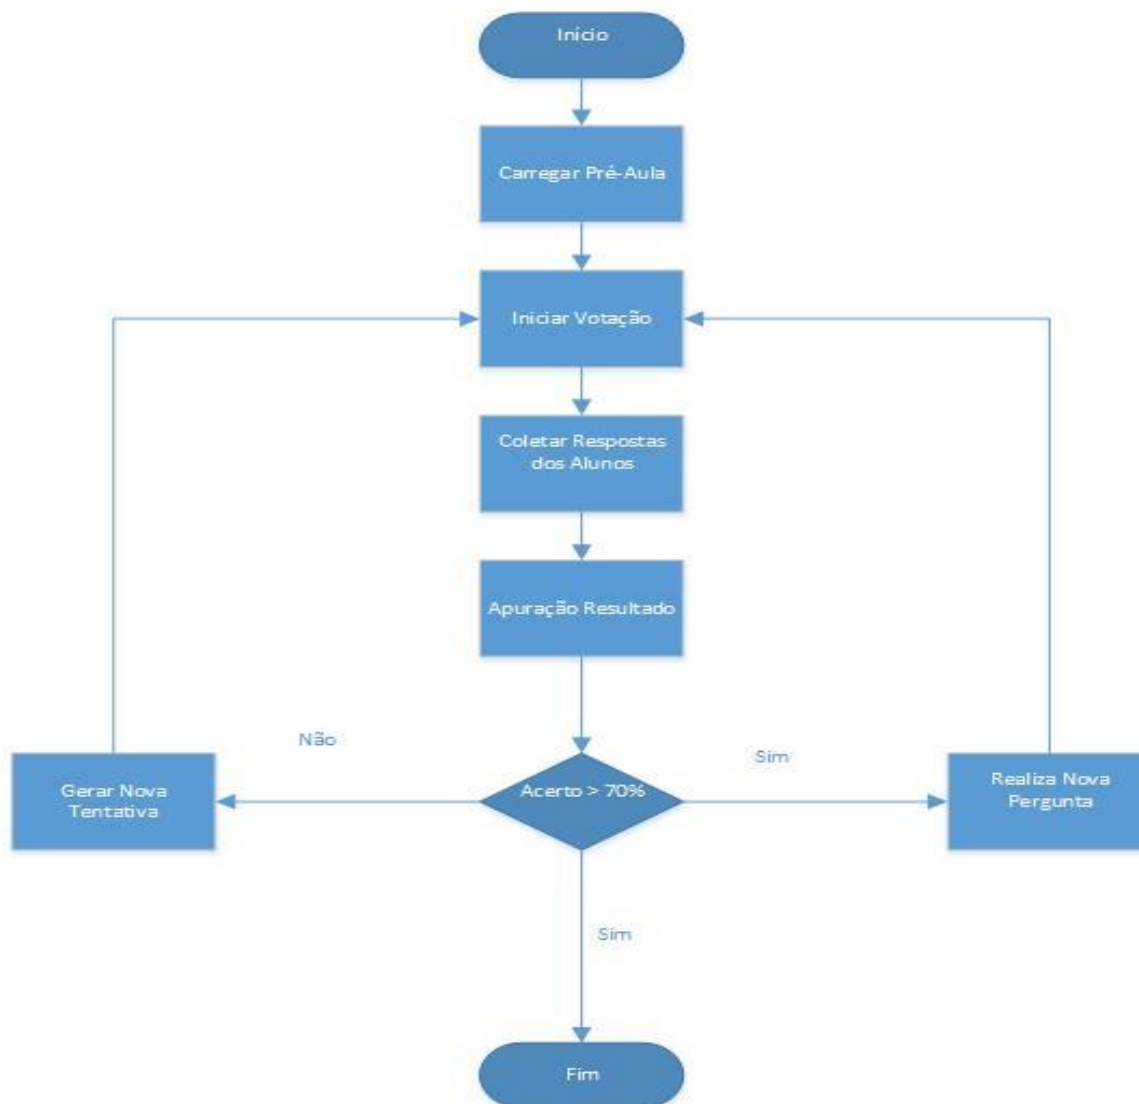 Início
Carregar Pré-Aula
Iniciar Votação
Coletar Respostas
dos Alunos
Apuração Resultado
Não
Sim
Gerar Nova
Tentativa
Acerto > 70%
Realiza Nova
Pergunta
Sim
Fim